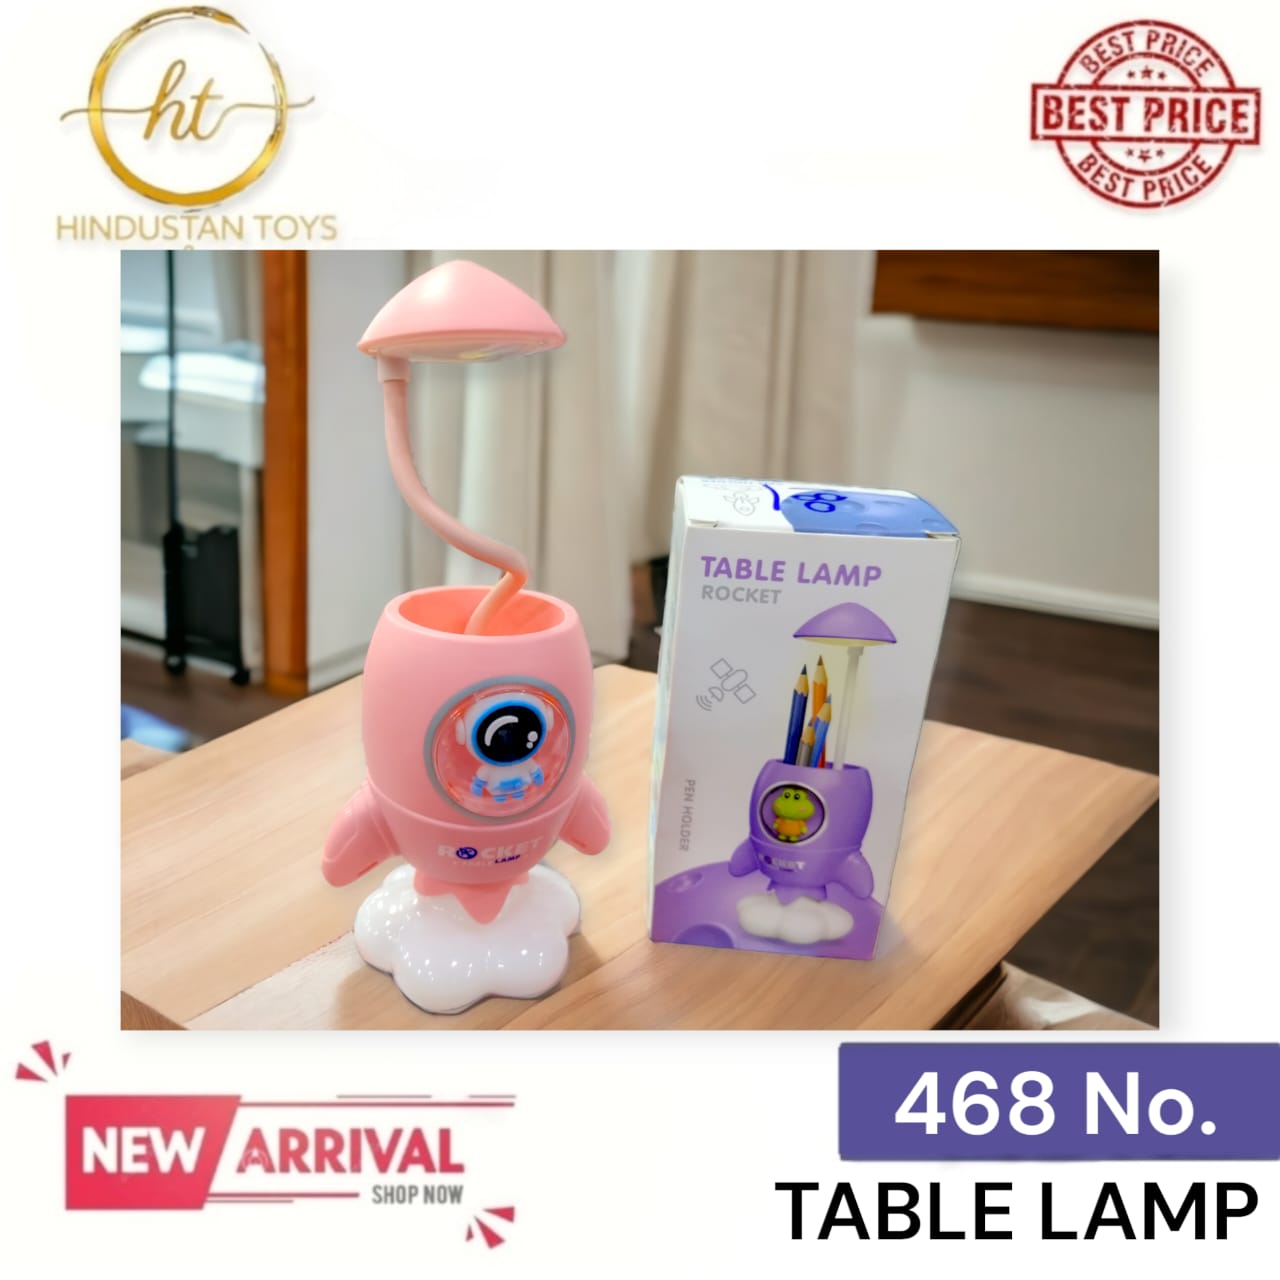 ht
HINDUSTAN TOYS
BEST PRICE
BEST PRICE
BEST PRICE
TABLE LAMP
ROCKET
PEN HOLDER
ROCKET
ROCKET
LAMP
NEW ARRIVAL
SHOP NOW
468 No.
TABLE LAMP